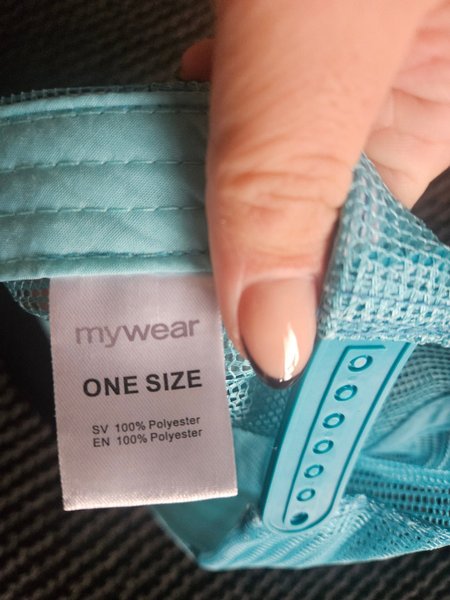 mywear
ONE SIZE
SV 100% Polyester
EN 100% Polyester